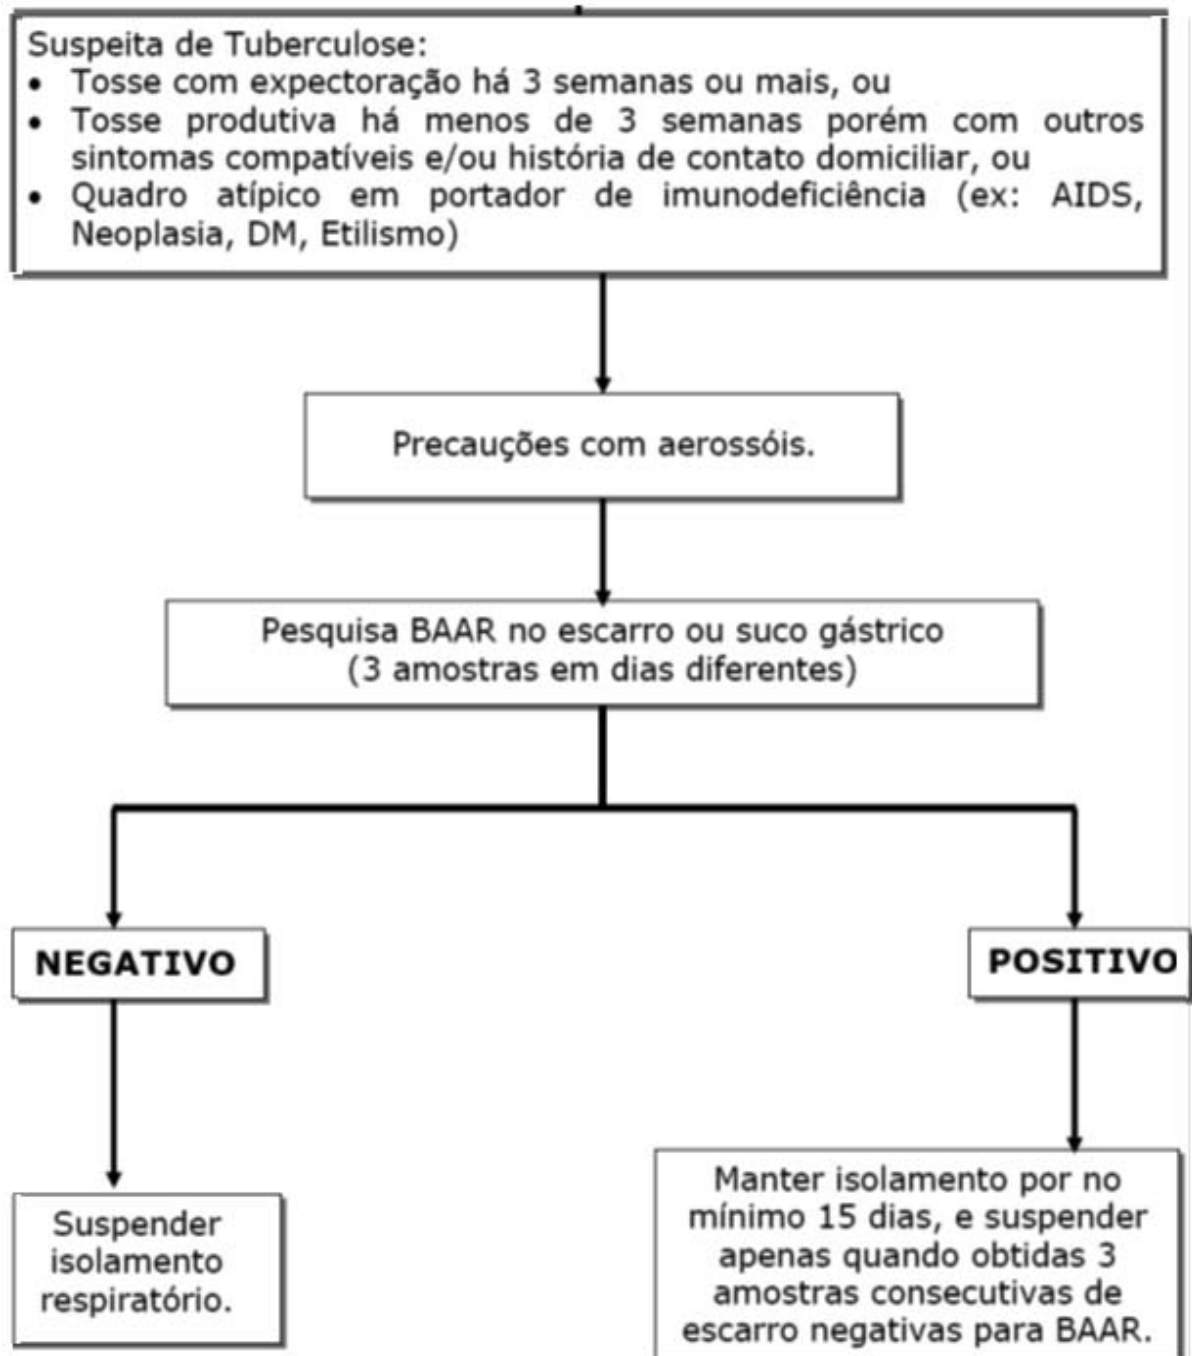 Suspeita de Tuberculose:
• Tosse com expectoração há 3 semanas ou mais, ou
• Tosse produtiva há menos de 3 semanas porém com outros
sintomas compatíveis e/ou história de contato domiciliar, ou
• Quadro atípico em portador de imunodeficiência (ex: AIDS,
Neoplasia, DM, Etilismo)
Precauções com aerossóis.
Pesquisa BAAR no escarro ou suco gástrico
(3 amostras em dias diferentes)
NEGATIVO
POSITIVO
Suspender
isolamento
respiratório.
Manter isolamento por no
mínimo 15 dias, e suspender
apenas quando obtidas 3
amostras consecutivas de
escarro negativas para BAAR.